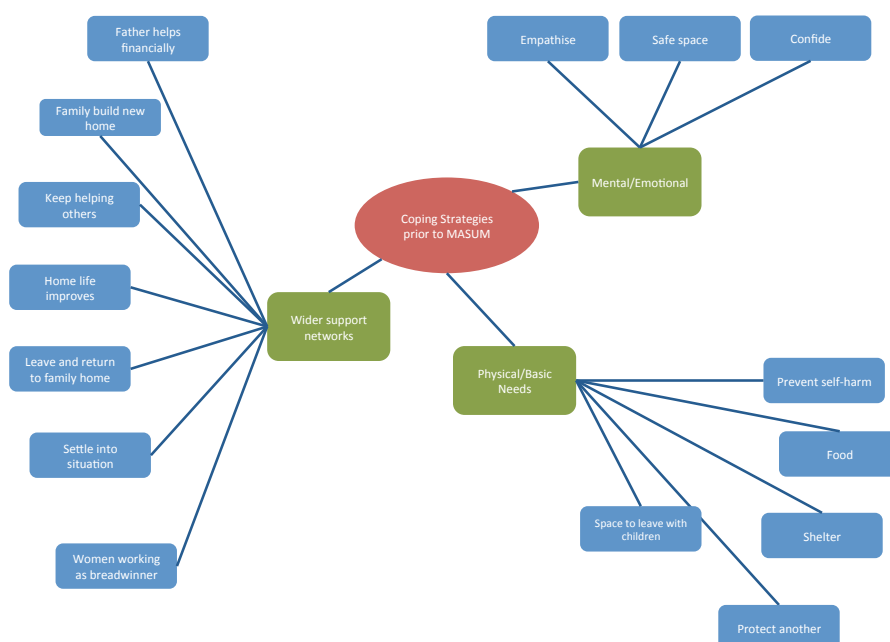 Father helps
financially
Empathise
Safe space
Confide
Family build new
home
Mental/Emotional
Keep helping
others
Coping Strategies
prior to MASUM
Home life
improves
Wider support
networks
Leave and return
to family home
Physical/Basic
Needs
Prevent self-harm
Settle into
situation
Food
Space to leave with
children
Shelter
Women working
as breadwinner
Protect another